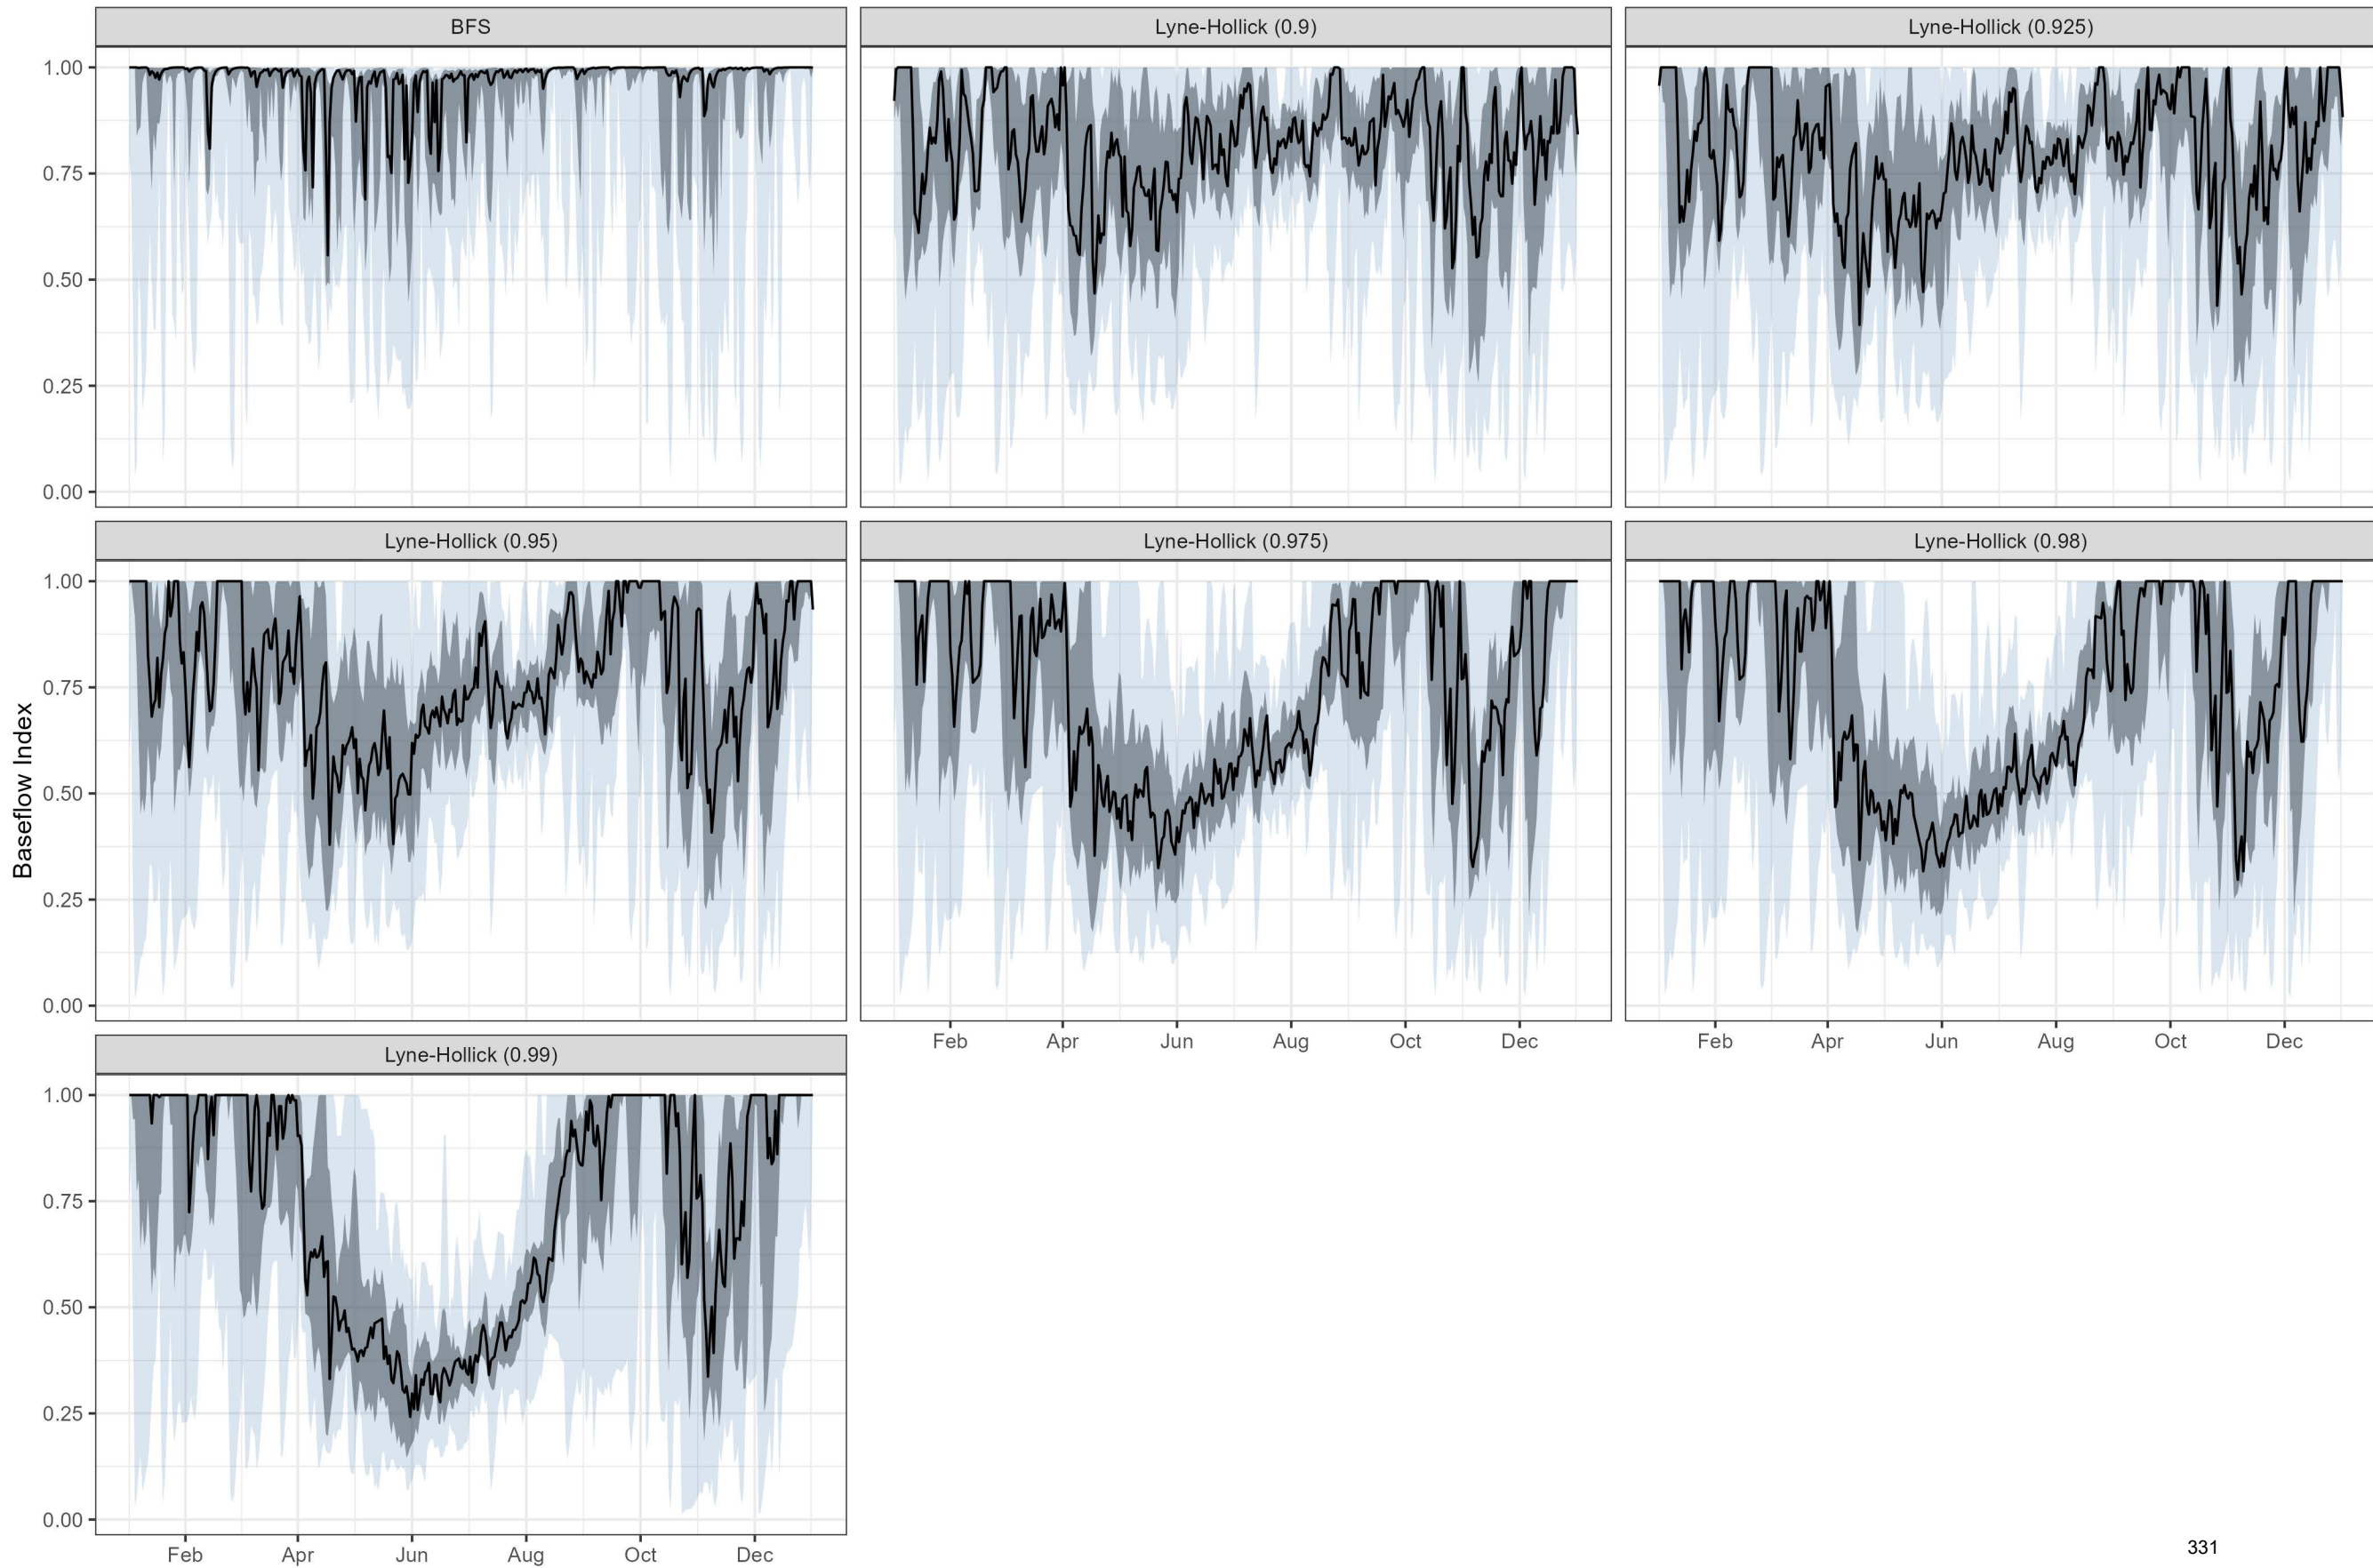 BFS
Lyne-Hollick (0.9)
Lyne-Hollick (0.925)
1.00
0.75
0.50
0.25
0.00
Lyne-Hollick (0.95)
Lyne-Hollick (0.975)
Lyne-Hollick (0.98)
1.00
0.75
0.50
0.25
0.00
Baseflow Index
Feb Apr Jun Aug Oct Dec
Feb Apr Jun Aug Oct Dec
Lyne-Hollick (0.99)
1.00
0.75
0.50
0.25
0.00
Feb Apr Jun Aug Oct Dec
331